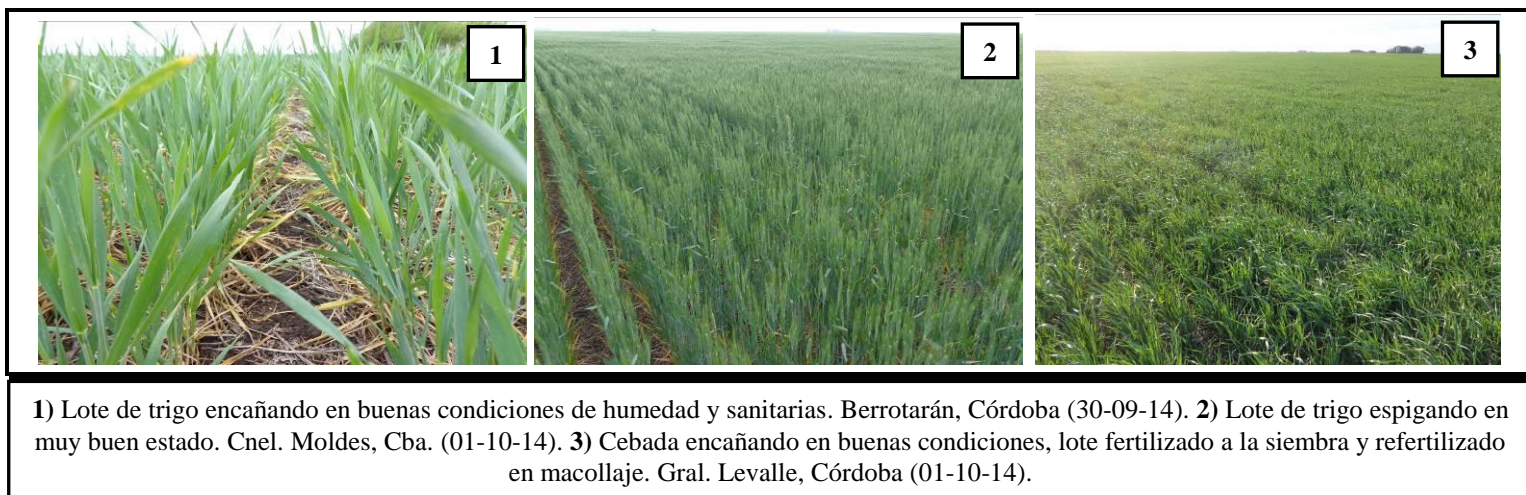 1
2
3
1) Lote de trigo encañando en buenas condiciones de humedad y sanitarias. Berrotarán, Córdoba (30-09-14). 2) Lote de trigo espigando en
muy buen estado. Cnel. Moldes, Cba. (01-10-14). 3) Cebada encañando en buenas condiciones, lote fertilizado a la siembra y refertilizado
en macollaje. Gral. Levalle, Córdoba (01-10-14).